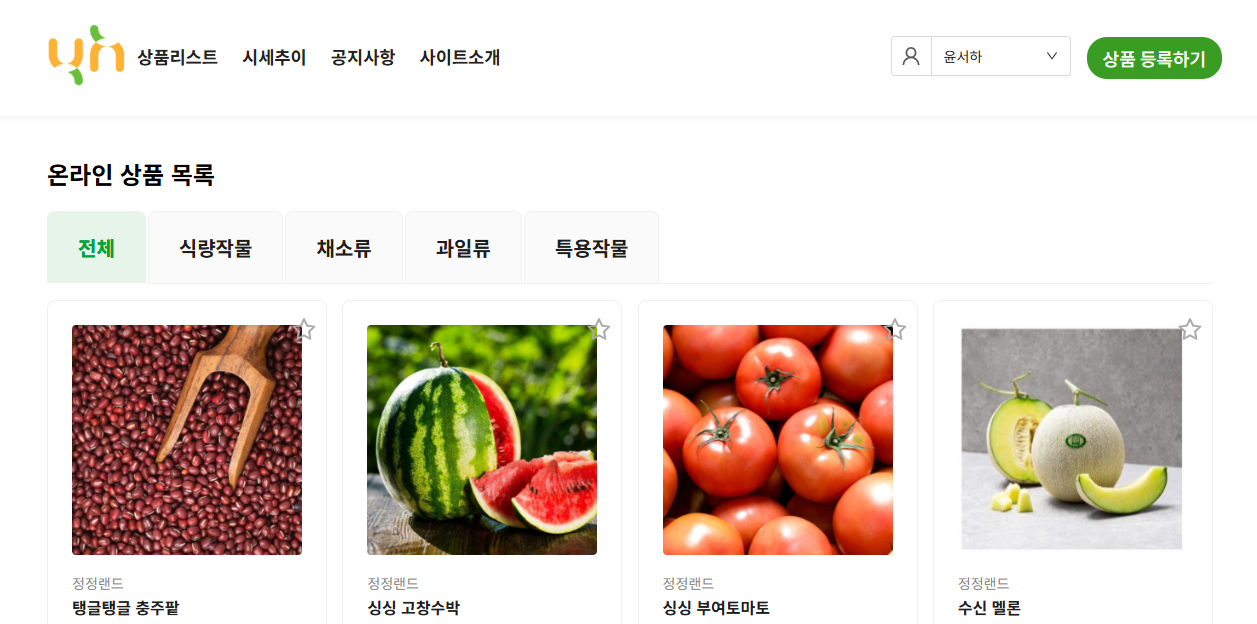 상품리스트 시세추이 공지사항 사이트소개 윤서하 상품 등록하기
온라인 상품 목록
전체 식량작물 채소류 과일류 특용작물
정정랜드 정정랜드 정정랜드 정정랜드
탱글탱글 충주팥 싱싱 고창수박 싱싱 부여토마토 수신 멜론